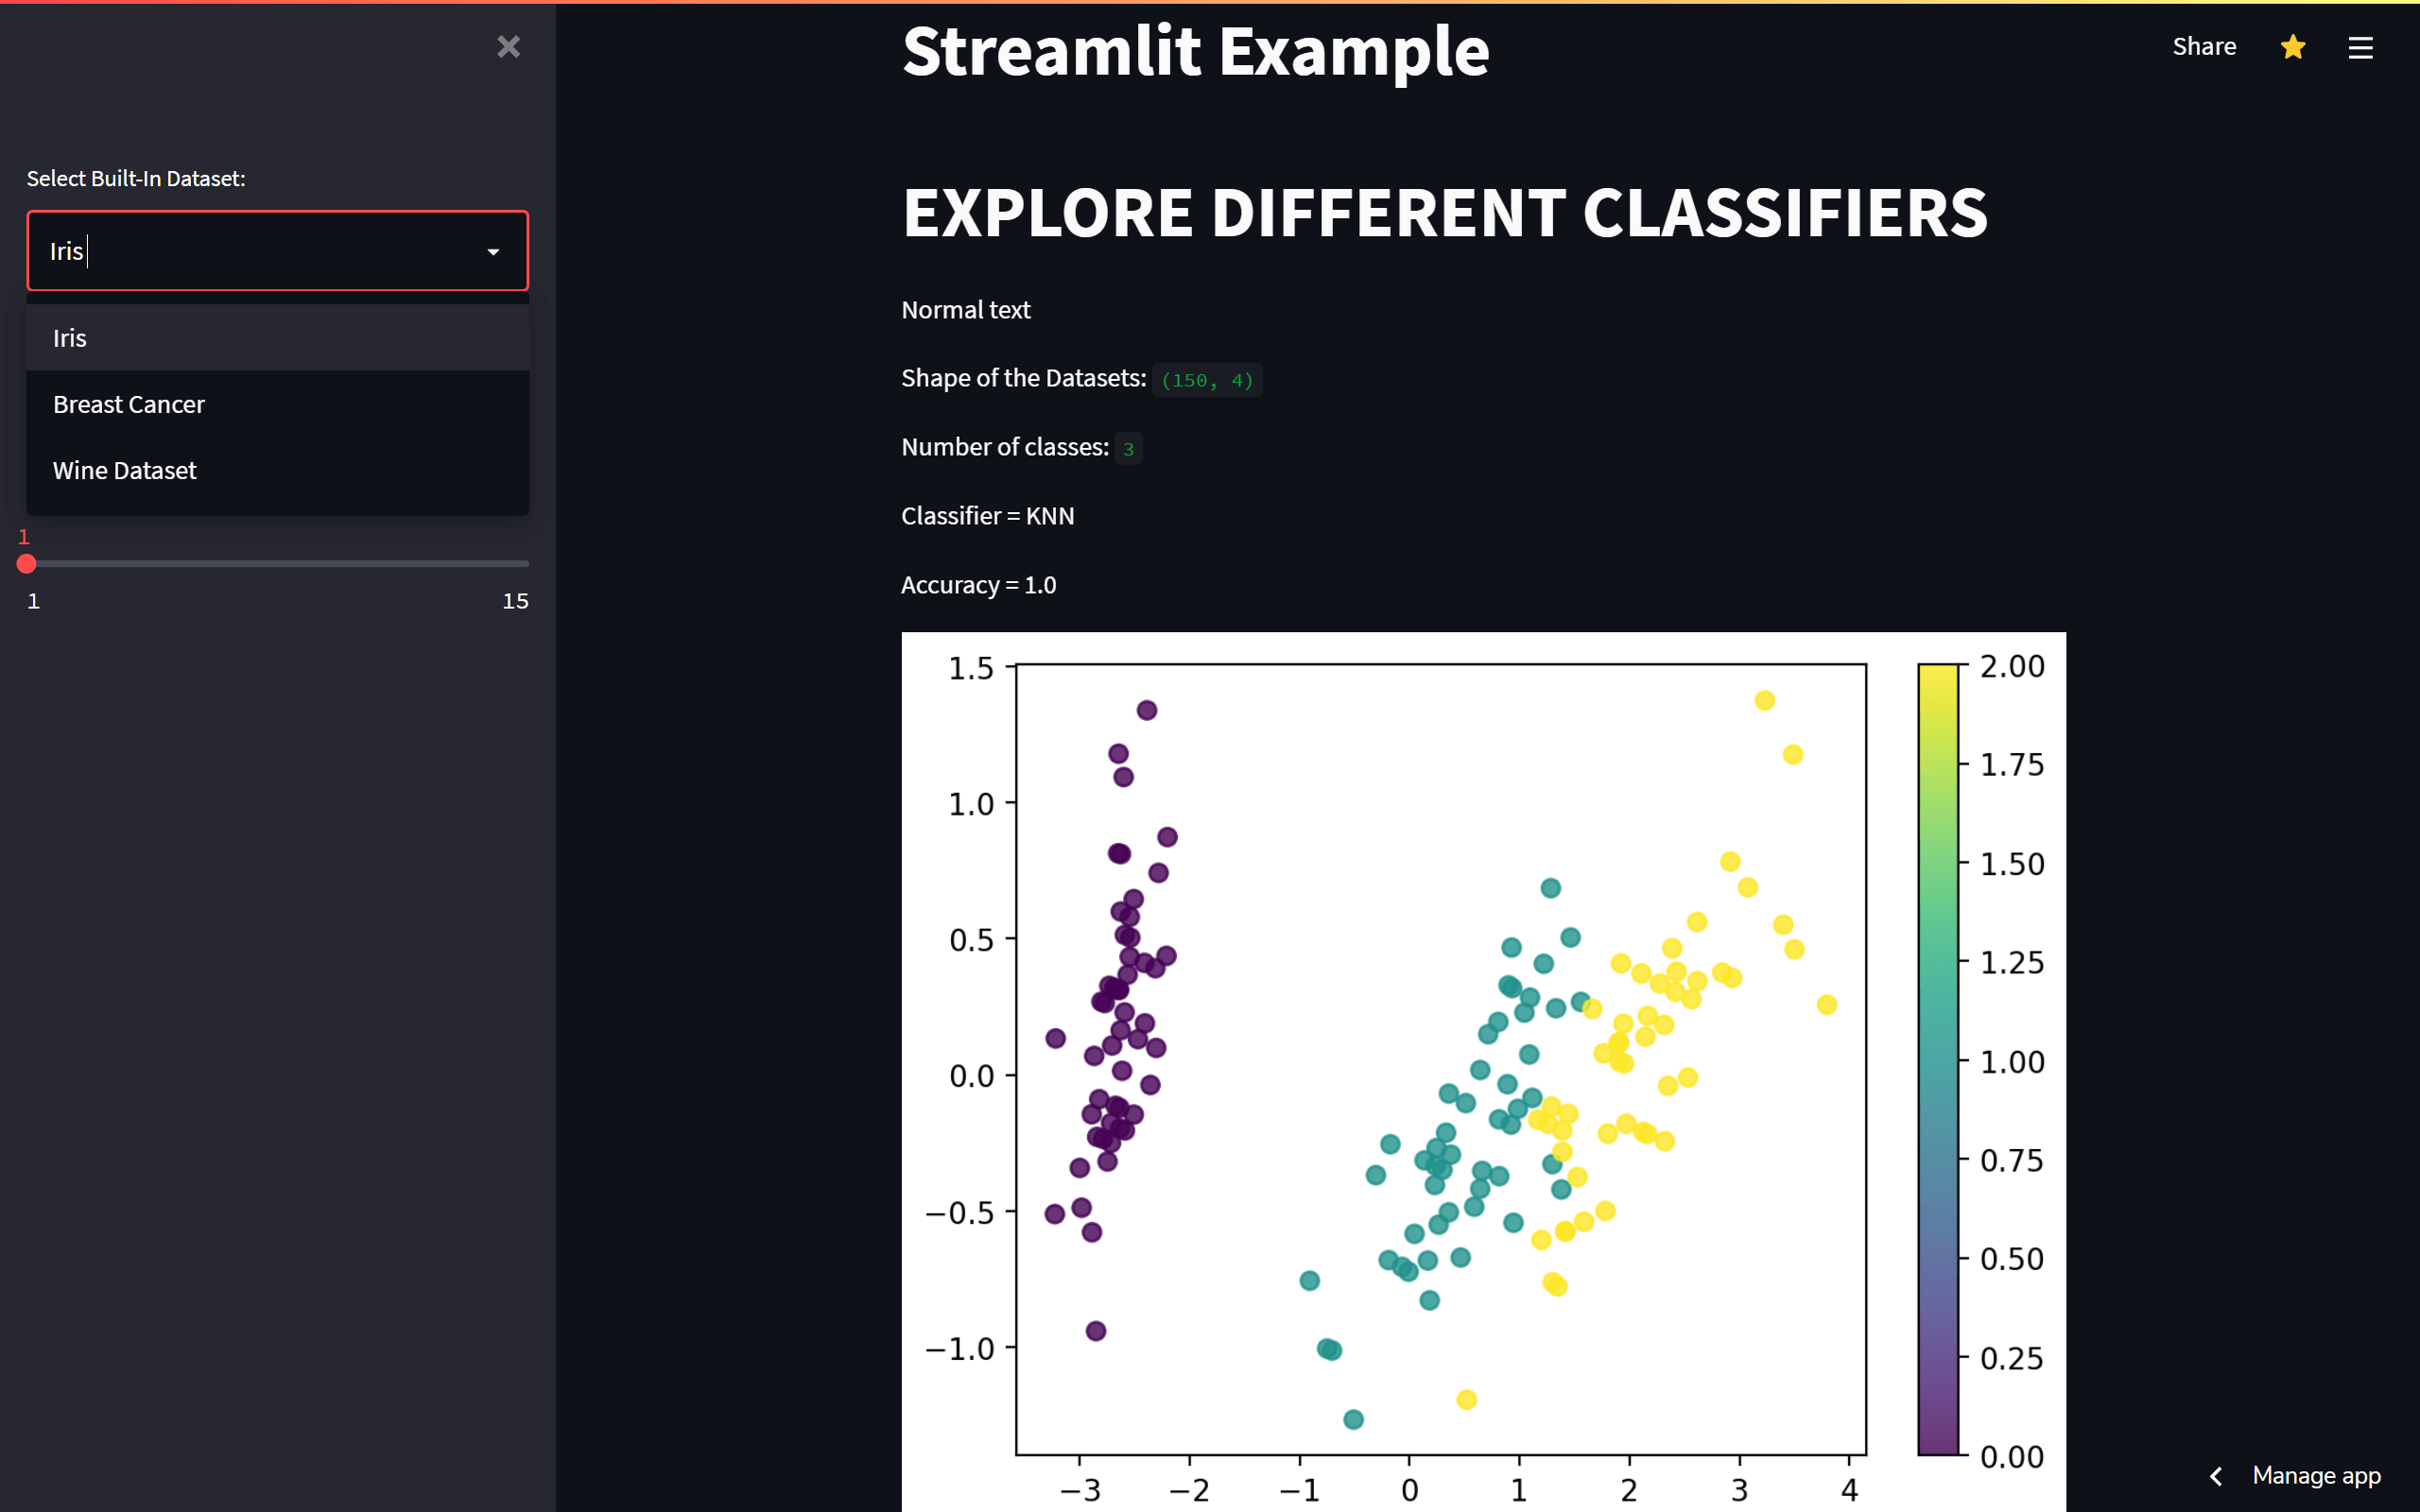 Streamlit Example
Share
Select Built-In Dataset:
Iris
Iris
Breast Cancer
Wine Dataset
1
1 15
EXPLORE DIFFERENT CLASSIFIERS
Normal text
Shape of the Datasets: (150, 4)
Number of classes: 3
Classifier = KNN
Accuracy = 1.0
1.5
1.0
0.5
0.0
−0.5
−1.0
−3 −2 −1 0 1 2 3 4
2.00
1.75
1.50
1.25
1.00
0.75
0.50
0.25
0.00
Manage app